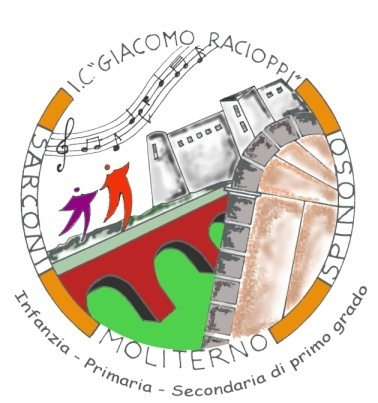 I.C. "GIACOMO RACIOPPI"
SARCONI
SPINOSO
MOLITERNO
Infanzia - Primaria - Secondaria di primo grado